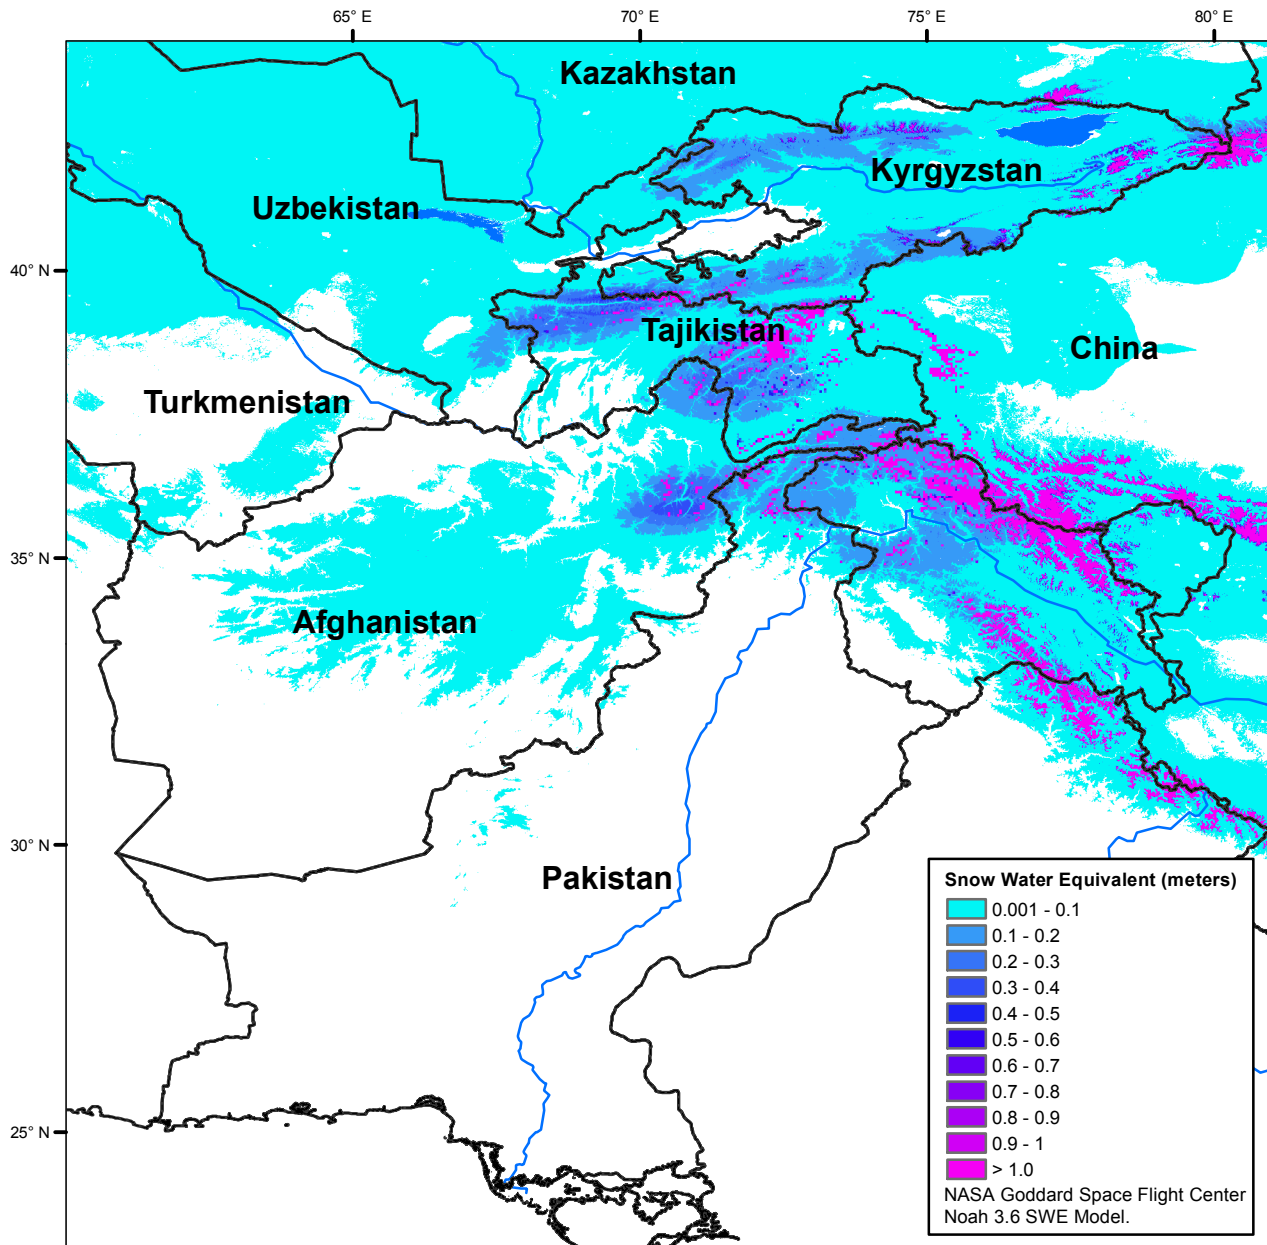 65° E
70° E
75° E
80° E
Kazakhstan
Kyrgyzstan
Uzbekistan
40° N
Tajikistan
China
Turkmenistan
35° N
Afghanistan
30° N
Pakistan
25° N
Snow Water Equivalent (meters)
0.001 - 0.1
0.1 - 0.2
0.2 - 0.3
0.3 - 0.4
0.4 - 0.5
0.5 - 0.6
0.6 - 0.7
0.7 - 0.8
0.8 - 0.9
0.9 - 1
> 1.0
NASA Goddard Space Flight Center
Noah 3.6 SWE Model.